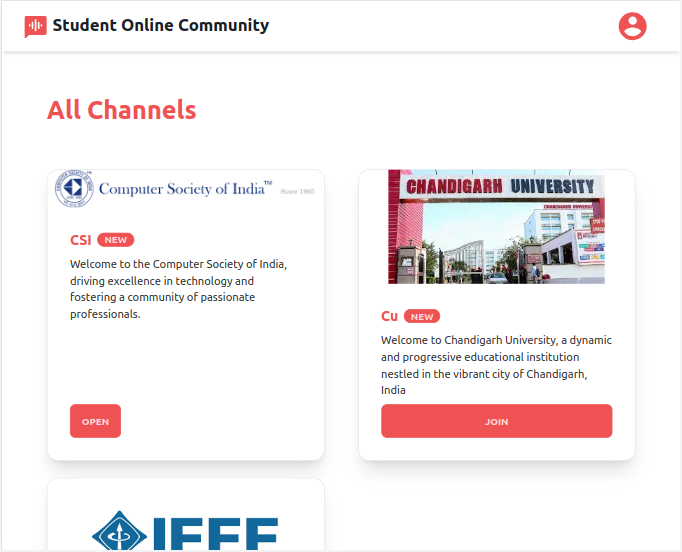 Student Online Community
All Channels
Computer Society of India™ Since 1965
CSI NEW
Welcome to the Computer Society of India,
driving excellence in technology and
fostering a community of passionate
professionals.
OPEN
CHANDIGARH UNIVERSITY
CHANDIGARH UNIVERSITY
Cu NEW
Welcome to Chandigarh University, a dynamic
and progressive educational institution
nestled in the vibrant city of Chandigarh,
India
JOIN
IEEE